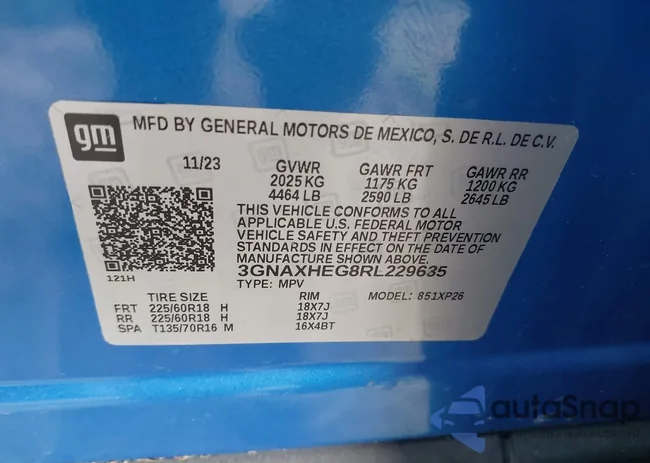 gm
MFD BY GENERAL MOTORS DE MEXICO, S. DE R.L. DE C.V.
11/23 GVWR GAWR FRT GAWR RR
2025 KG 1175 KG 1200 KG
4464 LB 2590 LB 2645 LB
THIS VEHICLE CONFORMS TO ALL
APPLICABLE U.S. FEDERAL MOTOR
VEHICLE SAFETY AND THEFT PREVENTION
STANDARDS IN EFFECT ON THE DATE OF
MANUFACTURE SHOWN ABOVE.
3GNAXHEG8RL229635
TYPE: MPV MODEL: 851XP26
121H
TIRE SIZE RIM
FRT 225/60R18 H 18X7J
RR 225/60R18 H 18X7J
SPA T135/70R16 M 16X4BT
autoSnap